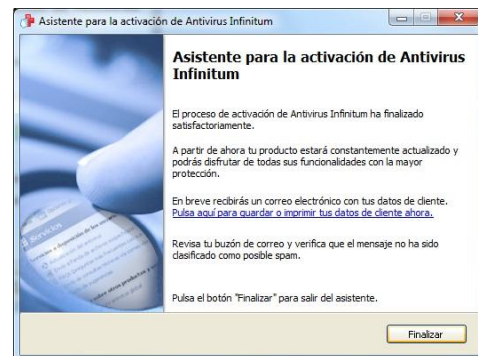 Asistente para la activación de Antivirus Infinitum
Asistente para la activación de Antivirus
Infinitum
El proceso de activación de Antivirus Infinitum ha finalizado
satisfactoriamente.
A partir de ahora tu producto estará constantemente actualizado y
podrás disfrutar de todas sus funcionalidades con la mayor
protección.
En breve recibirás un correo electrónico con tus datos de cliente.
Pulsa aquí para guardar o imprimir tus datos de cliente ahora.
Revisa tu buzón de correo y verifica que el mensaje no ha sido
clasificado como posible spam.
Pulsa el botón "Finalizar" para salir del asistente.
Servicios
Finalizar